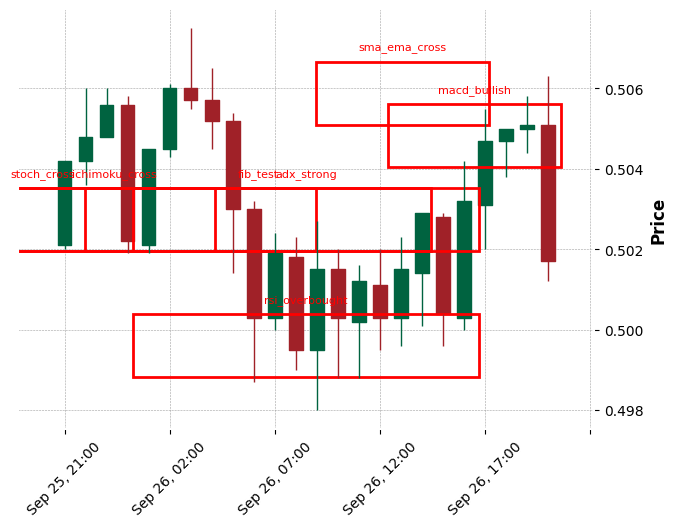 sma_ema_cross
macd_bullish
0.506
stoch_cross
ichimoku_cross
fib_test
adx_strong
0.504
0.502
0.500
0.498
Price
Sep 25, 21:00
Sep 26, 02:00
Sep 26, 07:00
Sep 26, 12:00
Sep 26, 17:00